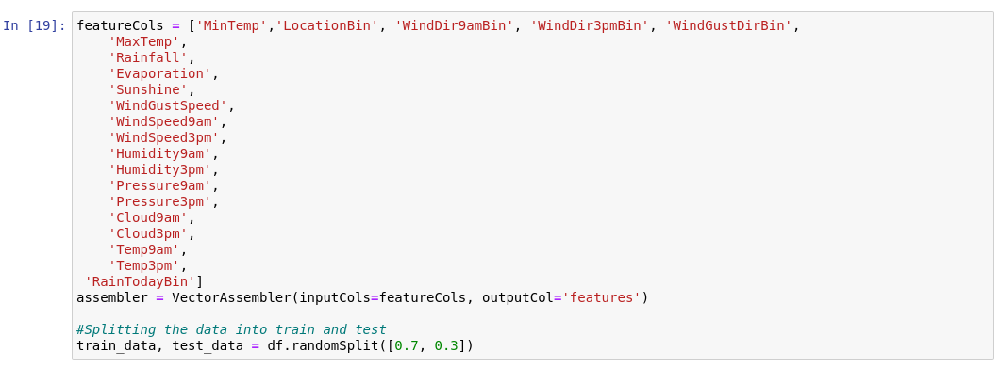 In [19]: featureCols = ['MinTemp','LocationBin', 'WindDir9amBin', 'WindDir3pmBin', 'WindGustDirBin',
    'MaxTemp',
    'Rainfall',
    'Evaporation',
    'Sunshine',
    'WindGustSpeed',
    'WindSpeed9am',
    'WindSpeed3pm',
    'Humidity9am',
    'Humidity3pm',
    'Pressure9am',
    'Pressure3pm',
    'Cloud9am',
    'Cloud3pm',
    'Temp9am',
    'Temp3pm',
 'RainTodayBin']
assembler = VectorAssembler(inputCols=featureCols, outputCol='features')
#Splitting the data into train and test
train_data, test_data = df.randomSplit([0.7, 0.3])